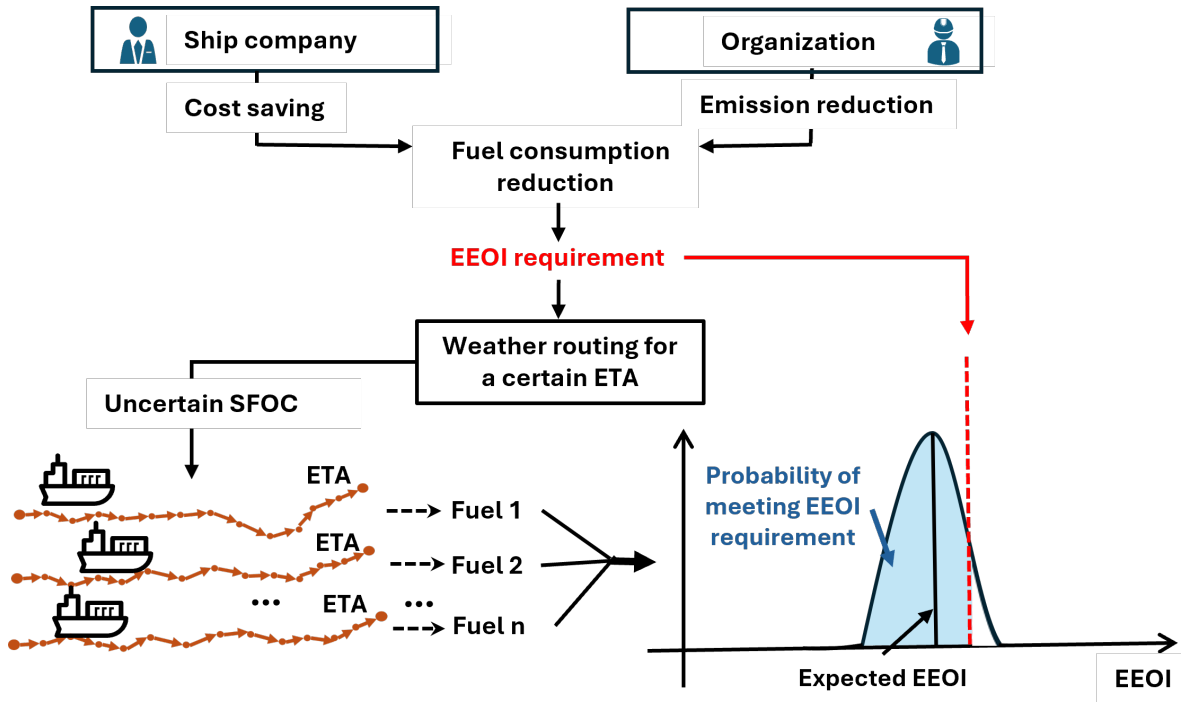 Ship company
Organization
Cost saving
Emission reduction
Fuel consumption
reduction
EEOI requirement
Weather routing for
a certain ETA
Uncertain SFOC
ETA
Fuel 1
ETA
Fuel 2
...
ETA
...
Fuel n
Probability of
meeting EEOI
requirement
Expected EEOI
EEOI